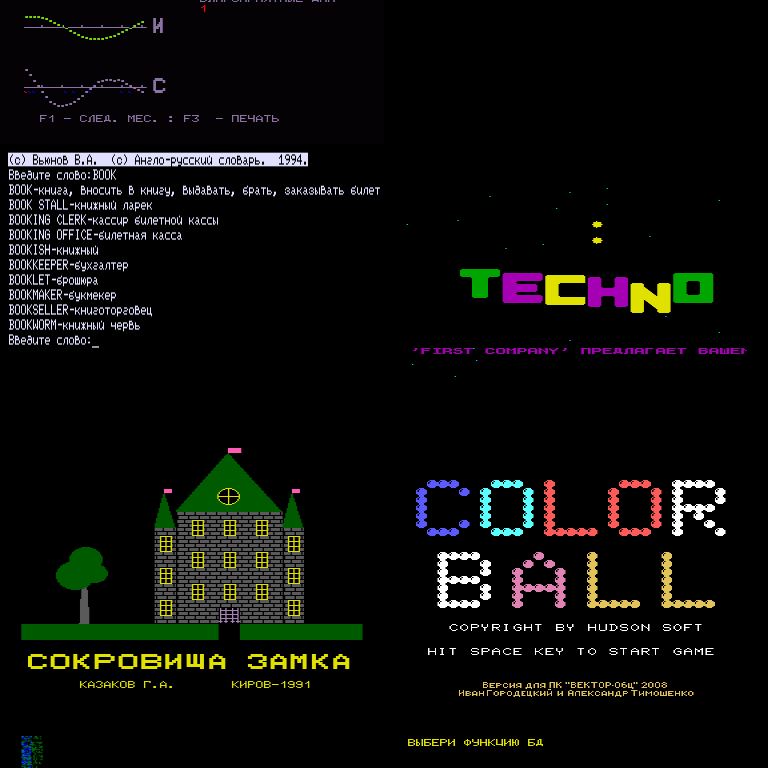 1
И
С
F1 - СЛЕД. МЕС. : F3 - ПЕЧАТЬ
(c) Вьюнов В.А. (c) Англо-русский словарь. 1994.
Введите слово:BOOK
BOOK-книга, вносить в книгу, выдавать, брать, заказывать билет
BOOK STALL-книжный ларек
BOOKING CLERK-кассир билетной кассы
BOOKING OFFICE-билетная касса
BOOKISH-книжный
BOOKKEEPER-бухгалтер
BOOKLET-брошюра
BOOKMAKER-букмекер
BOOKSELLER-книготорговец
BOOKWORM-книжный червь
Введите слово:_
TECHNO
'FIRST COMPANY' ПРЕДЛАГАЕТ ВАШЕМ
СОКРОВИЩА ЗАМКА
КАЗАКОВ Г.А. КИРОВ-1991
COLOR
BALL
COPYRIGHT BY HUDSON SOFT
HIT SPACE KEY TO START GAME
Версия для ПК "ВЕКТОР-06ц" 2008
Иван Городецкий и Александр Тимошенко
ВЫБЕРИ ФУНКЦИЮ БД